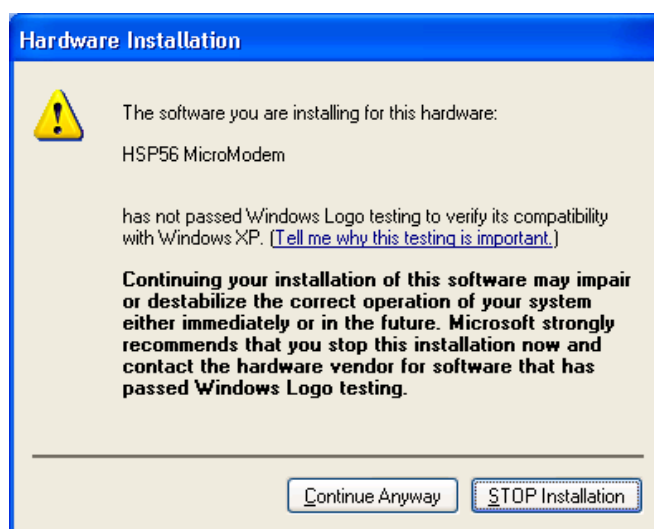 Hardware Installation
The software you are installing for this hardware:
HSP56 MicroModem
has not passed Windows Logo testing to verify its compatibility
with Windows XP. (Tell me why this testing is important.)
Continuing your installation of this software may impair
or destabilize the correct operation of your system
either immediately or in the future. Microsoft strongly
recommends that you stop this installation now and
contact the hardware vendor for software that has
passed Windows Logo testing.
Continue Anyway
STOP Installation